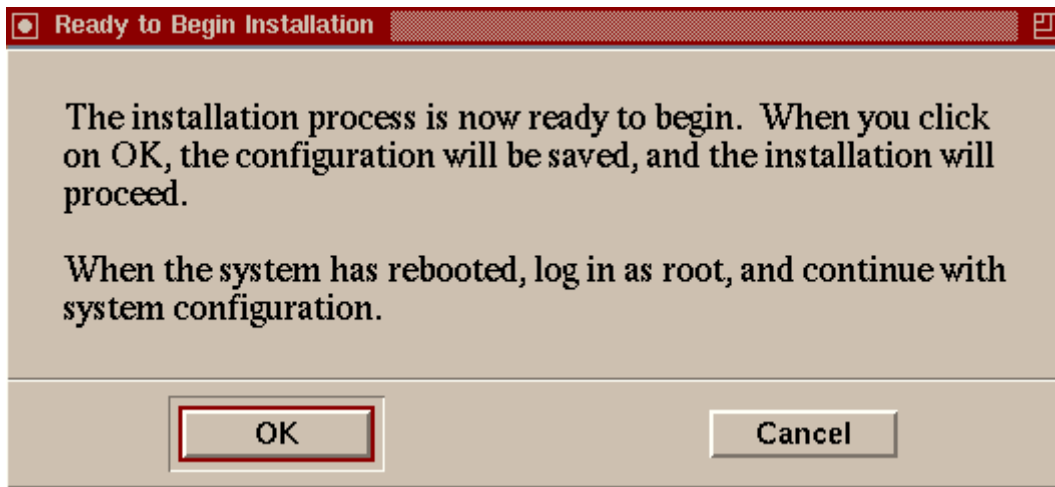 Ready to Begin Installation
The installation process is now ready to begin.  When you click
on OK, the configuration will be saved, and the installation will
proceed.
When the system has rebooted, log in as root, and continue with
system configuration.
OK
Cancel